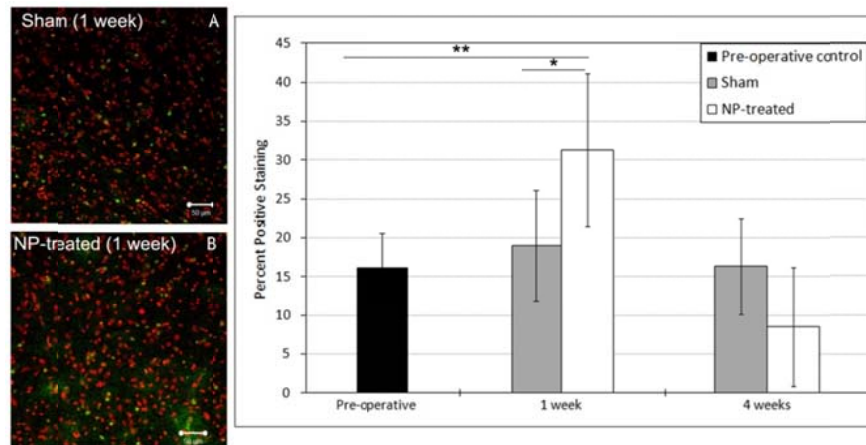 Sham (1 week)
A
50 µm
NP-treated (1 week)
B
45
40
35
30
25
20
15
10
5
0
Percent Positive Staining
**
*
Pre-operative control
Sham
NP-treated
Pre-operative
1 week
4 weeks